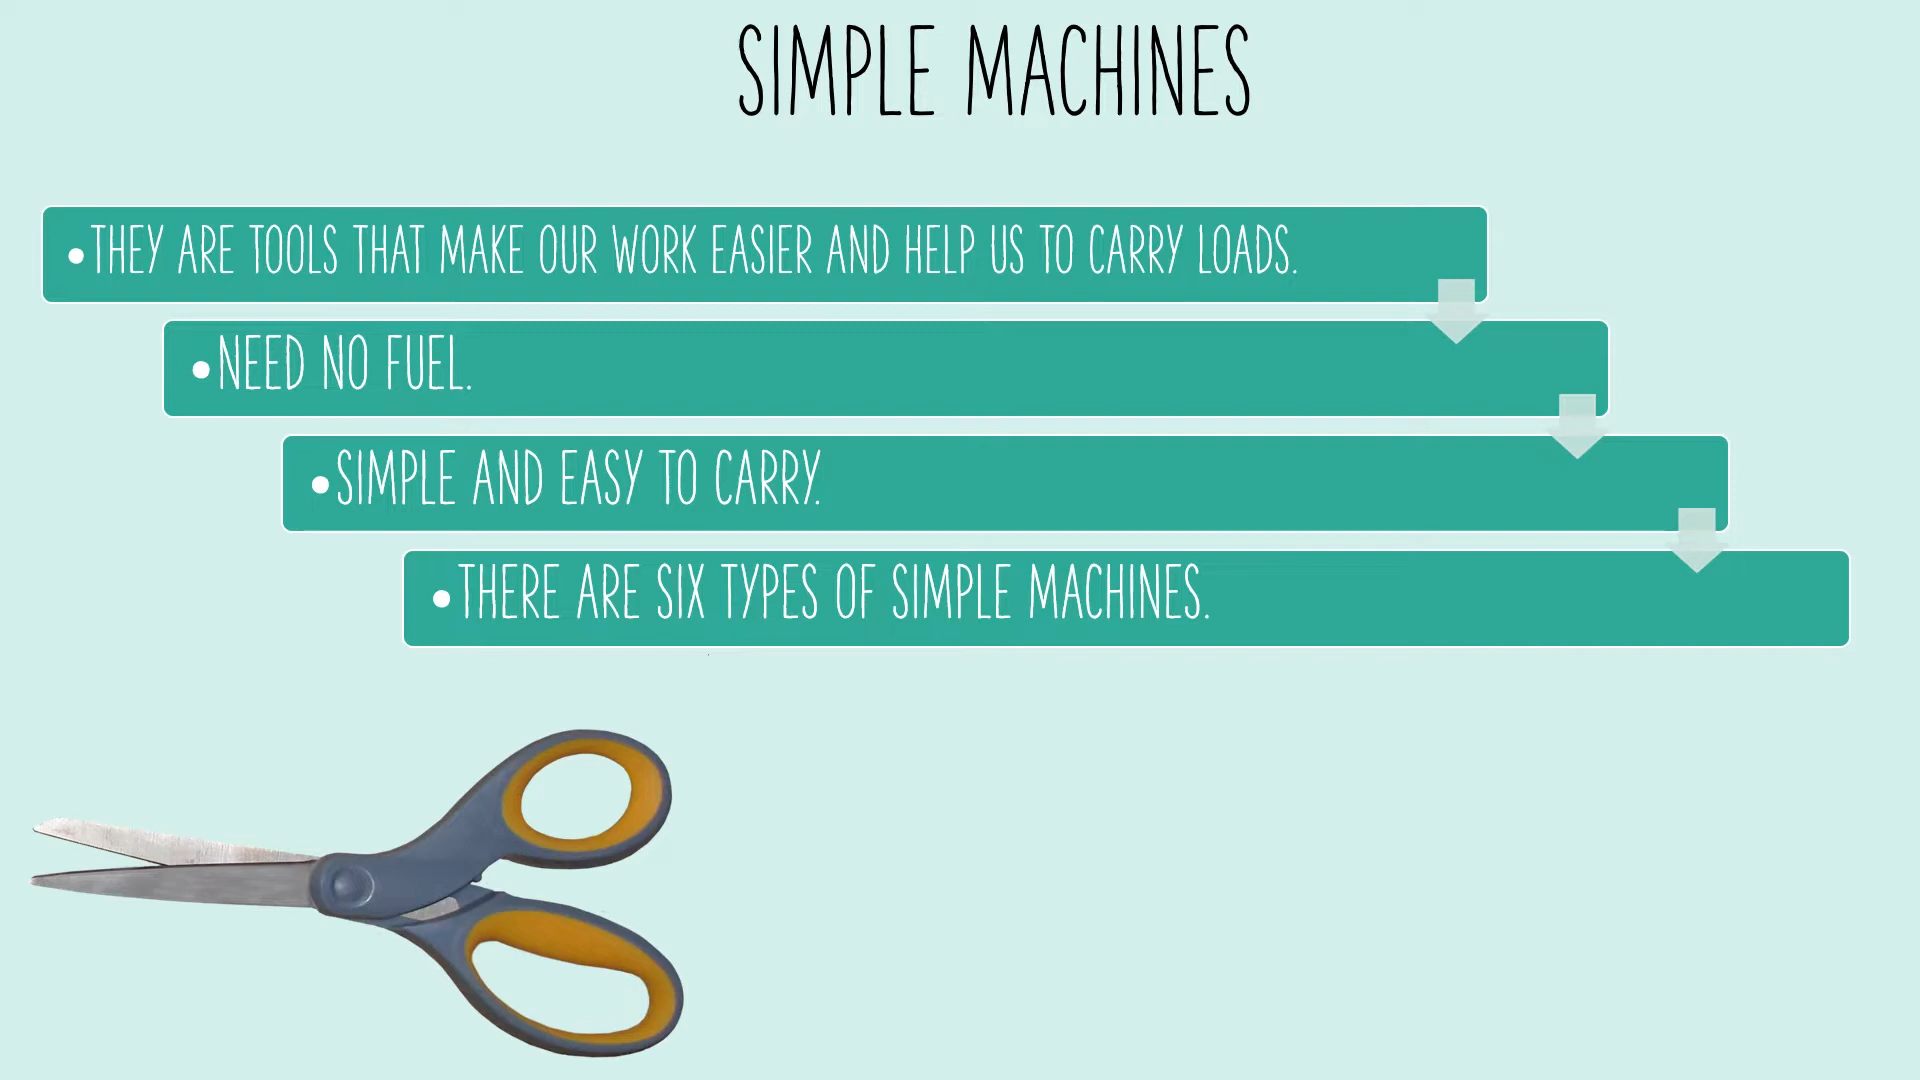 SIMPLE MACHINES
•THEY ARE TOOLS THAT MAKE OUR WORK EASIER AND HELP US TO CARRY LOADS.
•NEED NO FUEL.
•SIMPLE AND EASY TO CARRY.
•THERE ARE SIX TYPES OF SIMPLE MACHINES.